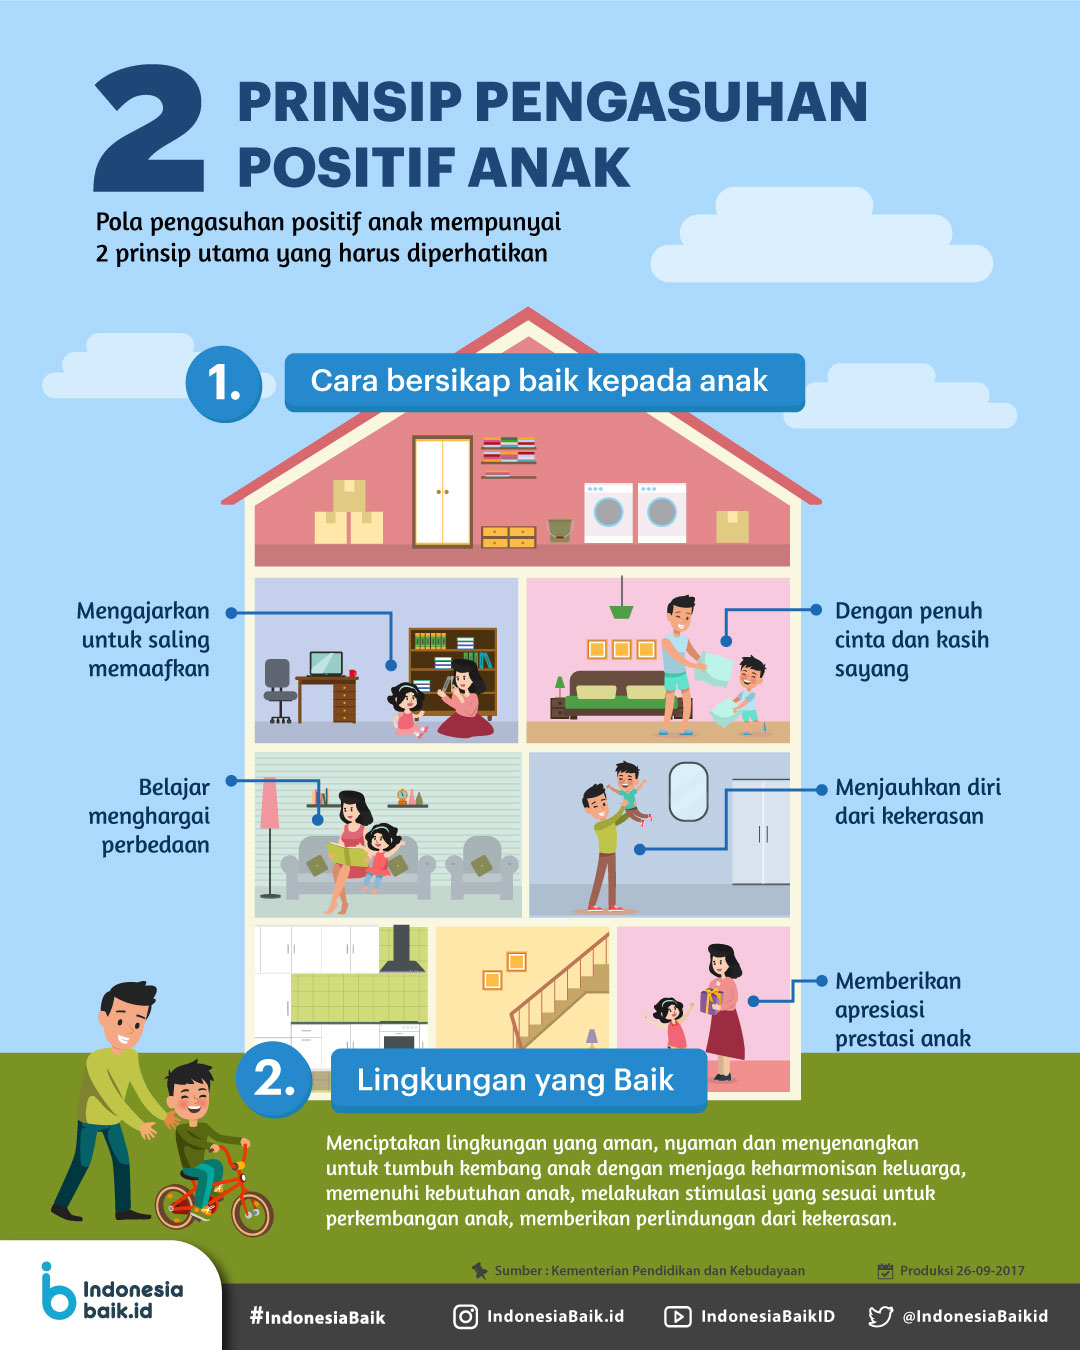 2 PRINSIP PENGASUHAN
POSITIF ANAK
Pola pengasuhan positif anak mempunyai
2 prinsip utama yang harus diperhatikan
1. Cara bersikap baik kepada anak
Mengajarkan
untuk saling
memaafkan
Dengan penuh
cinta dan kasih
sayang
Belajar
menghargai
perbedaan
Menjauhkan diri
dari kekerasan
Memberikan
apresiasi
prestasi anak
2. Lingkungan yang Baik
Menciptakan lingkungan yang aman, nyaman dan menyenangkan
untuk tumbuh kembang anak dengan menjaga keharmonisan keluarga,
memenuhi kebutuhan anak, melakukan stimulasi yang sesuai untuk
perkembangan anak, memberikan perlindungan dari kekerasan.
Sumber : Kementerian Pendidikan dan Kebudayaan
Produksi 26-09-2017
Indonesia
baik.id
#IndonesiaBaik
IndonesiaBaik.id
IndonesiaBaikID
@IndonesiaBaikid